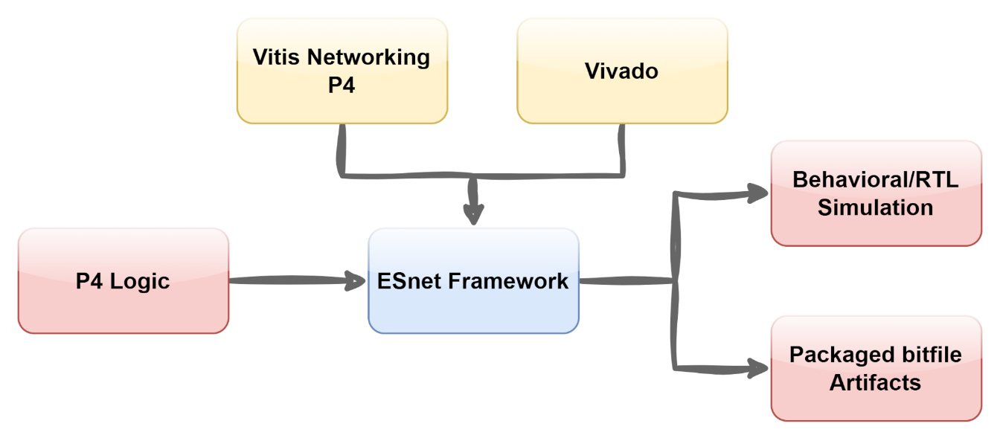 Vitis Networking
P4
Vivado
Behavioral/RTL
Simulation
P4 Logic
ESnet Framework
Packaged bitfile
Artifacts